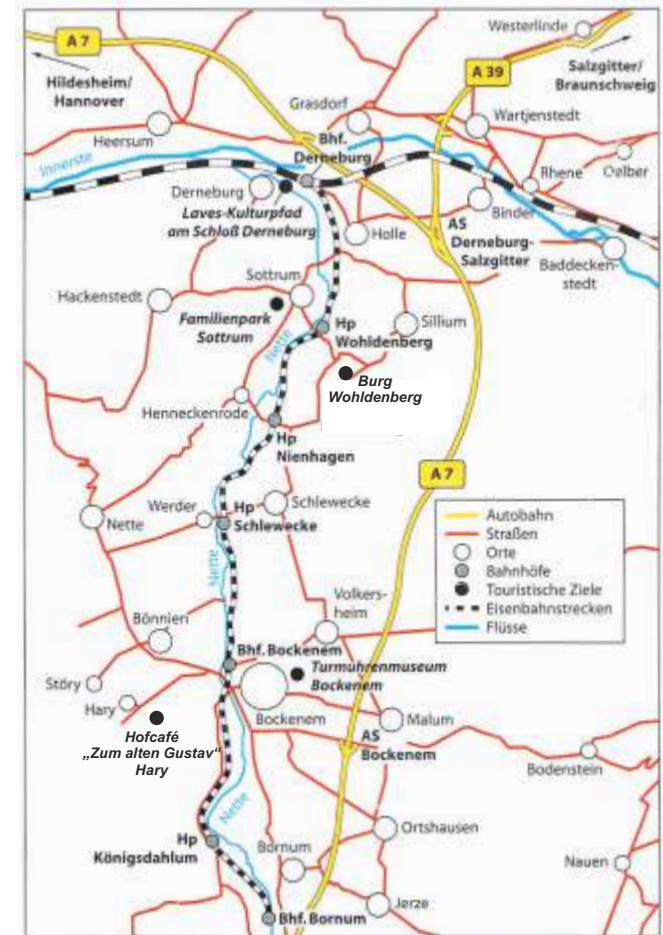 Westerlinde
A 7
A 39
Salzgitter/
Braunschweig
Hildesheim/
Hannover
Grasdorf
Wartjenstedt
Heersum
Bhf.
Derneburg
Innerste
Rhene
Oelber
Derneburg
Laves-Kulturpfad
am Schloß Derneburg
Binder
Holle
AS
Derneburg-
Salzgitter
Baddecken-
stedt
Sottrum
Hackenstedt
Familienpark
Sottrum
Hp
Wohldenberg
Sillium
Nette
Burg
Wohldenberg
Henneckenrode
Hp
Nienhagen
A 7
Werder
Hp
Schlewecke
Schlewecke
Nette
Autobahn
Straßen
Orte
Bahnhöfe
Touristische Ziele
Eisenbahnstrecken
Flüsse
Nette
Volkers-
heim
Bönnien
Bhf. Bockenem
Turmuhrenmuseum
Bockenem
Störy
Hary
Bockenem
Malum
Hofcafé
„Zum alten Gustav“
Hary
AS
Bockenem
Bodenstein
Nette
Hp
Königsdahlum
Ortshausen
Bornum
Nauen
Jerze
Bhf. Bornum